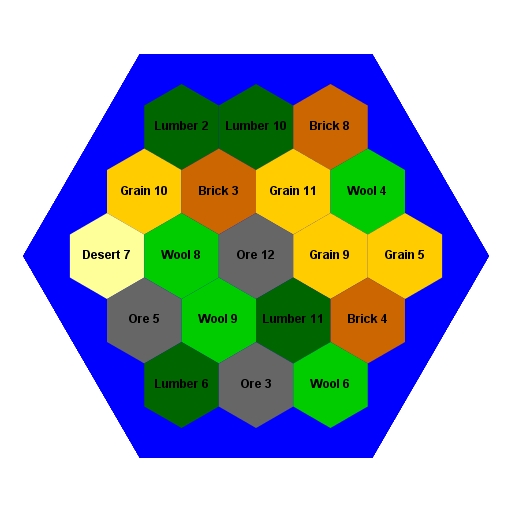 Lumber 2 Lumber 10 Brick 8
Grain 10 Brick 3 Grain 11 Wool 4
Desert 7 Wool 8 Ore 12 Grain 9 Grain 5
Ore 5 Wool 9 Lumber 11 Brick 4
Lumber 6 Ore 3 Wool 6